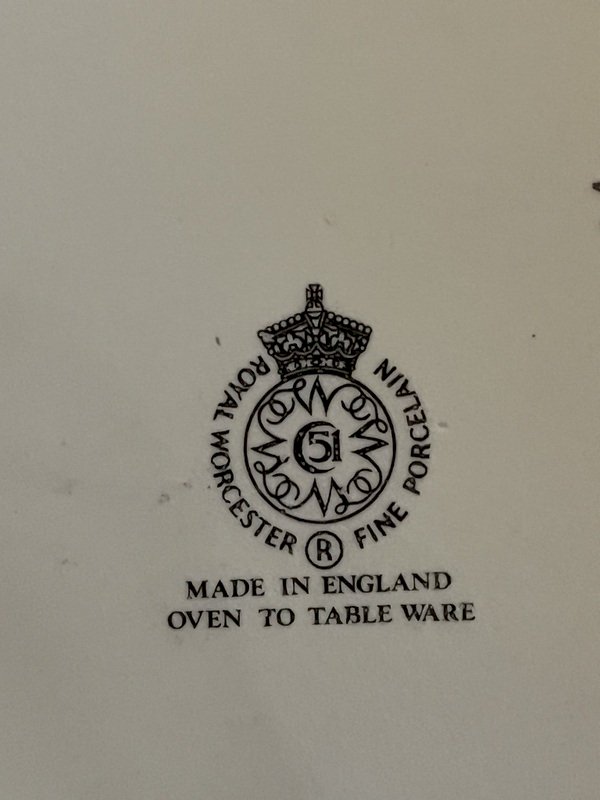 ROYAL WORCESTER FINE PORCELAIN
51
R
MADE IN ENGLAND
OVEN TO TABLE WARE